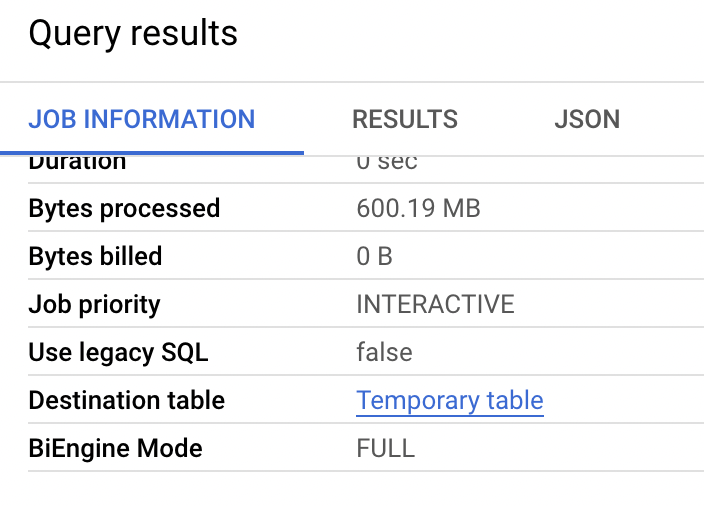 Query results
JOB INFORMATION RESULTS JSON
Duration 0 sec
Bytes processed 600.19 MB
Bytes billed 0 B
Job priority INTERACTIVE
Use legacy SQL false
Destination table Temporary table
BiEngine Mode FULL